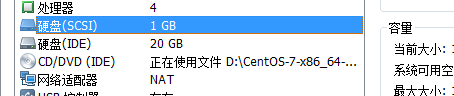 处理器 4
硬盘(SCSI) 1 GB
硬盘(IDE) 20 GB
CD/DVD (IDE) 正在使用文件 D:\CentOS-7-x86_64-...
网络适配器 NAT
容量
当前大小:
系统可用空
最大大小: